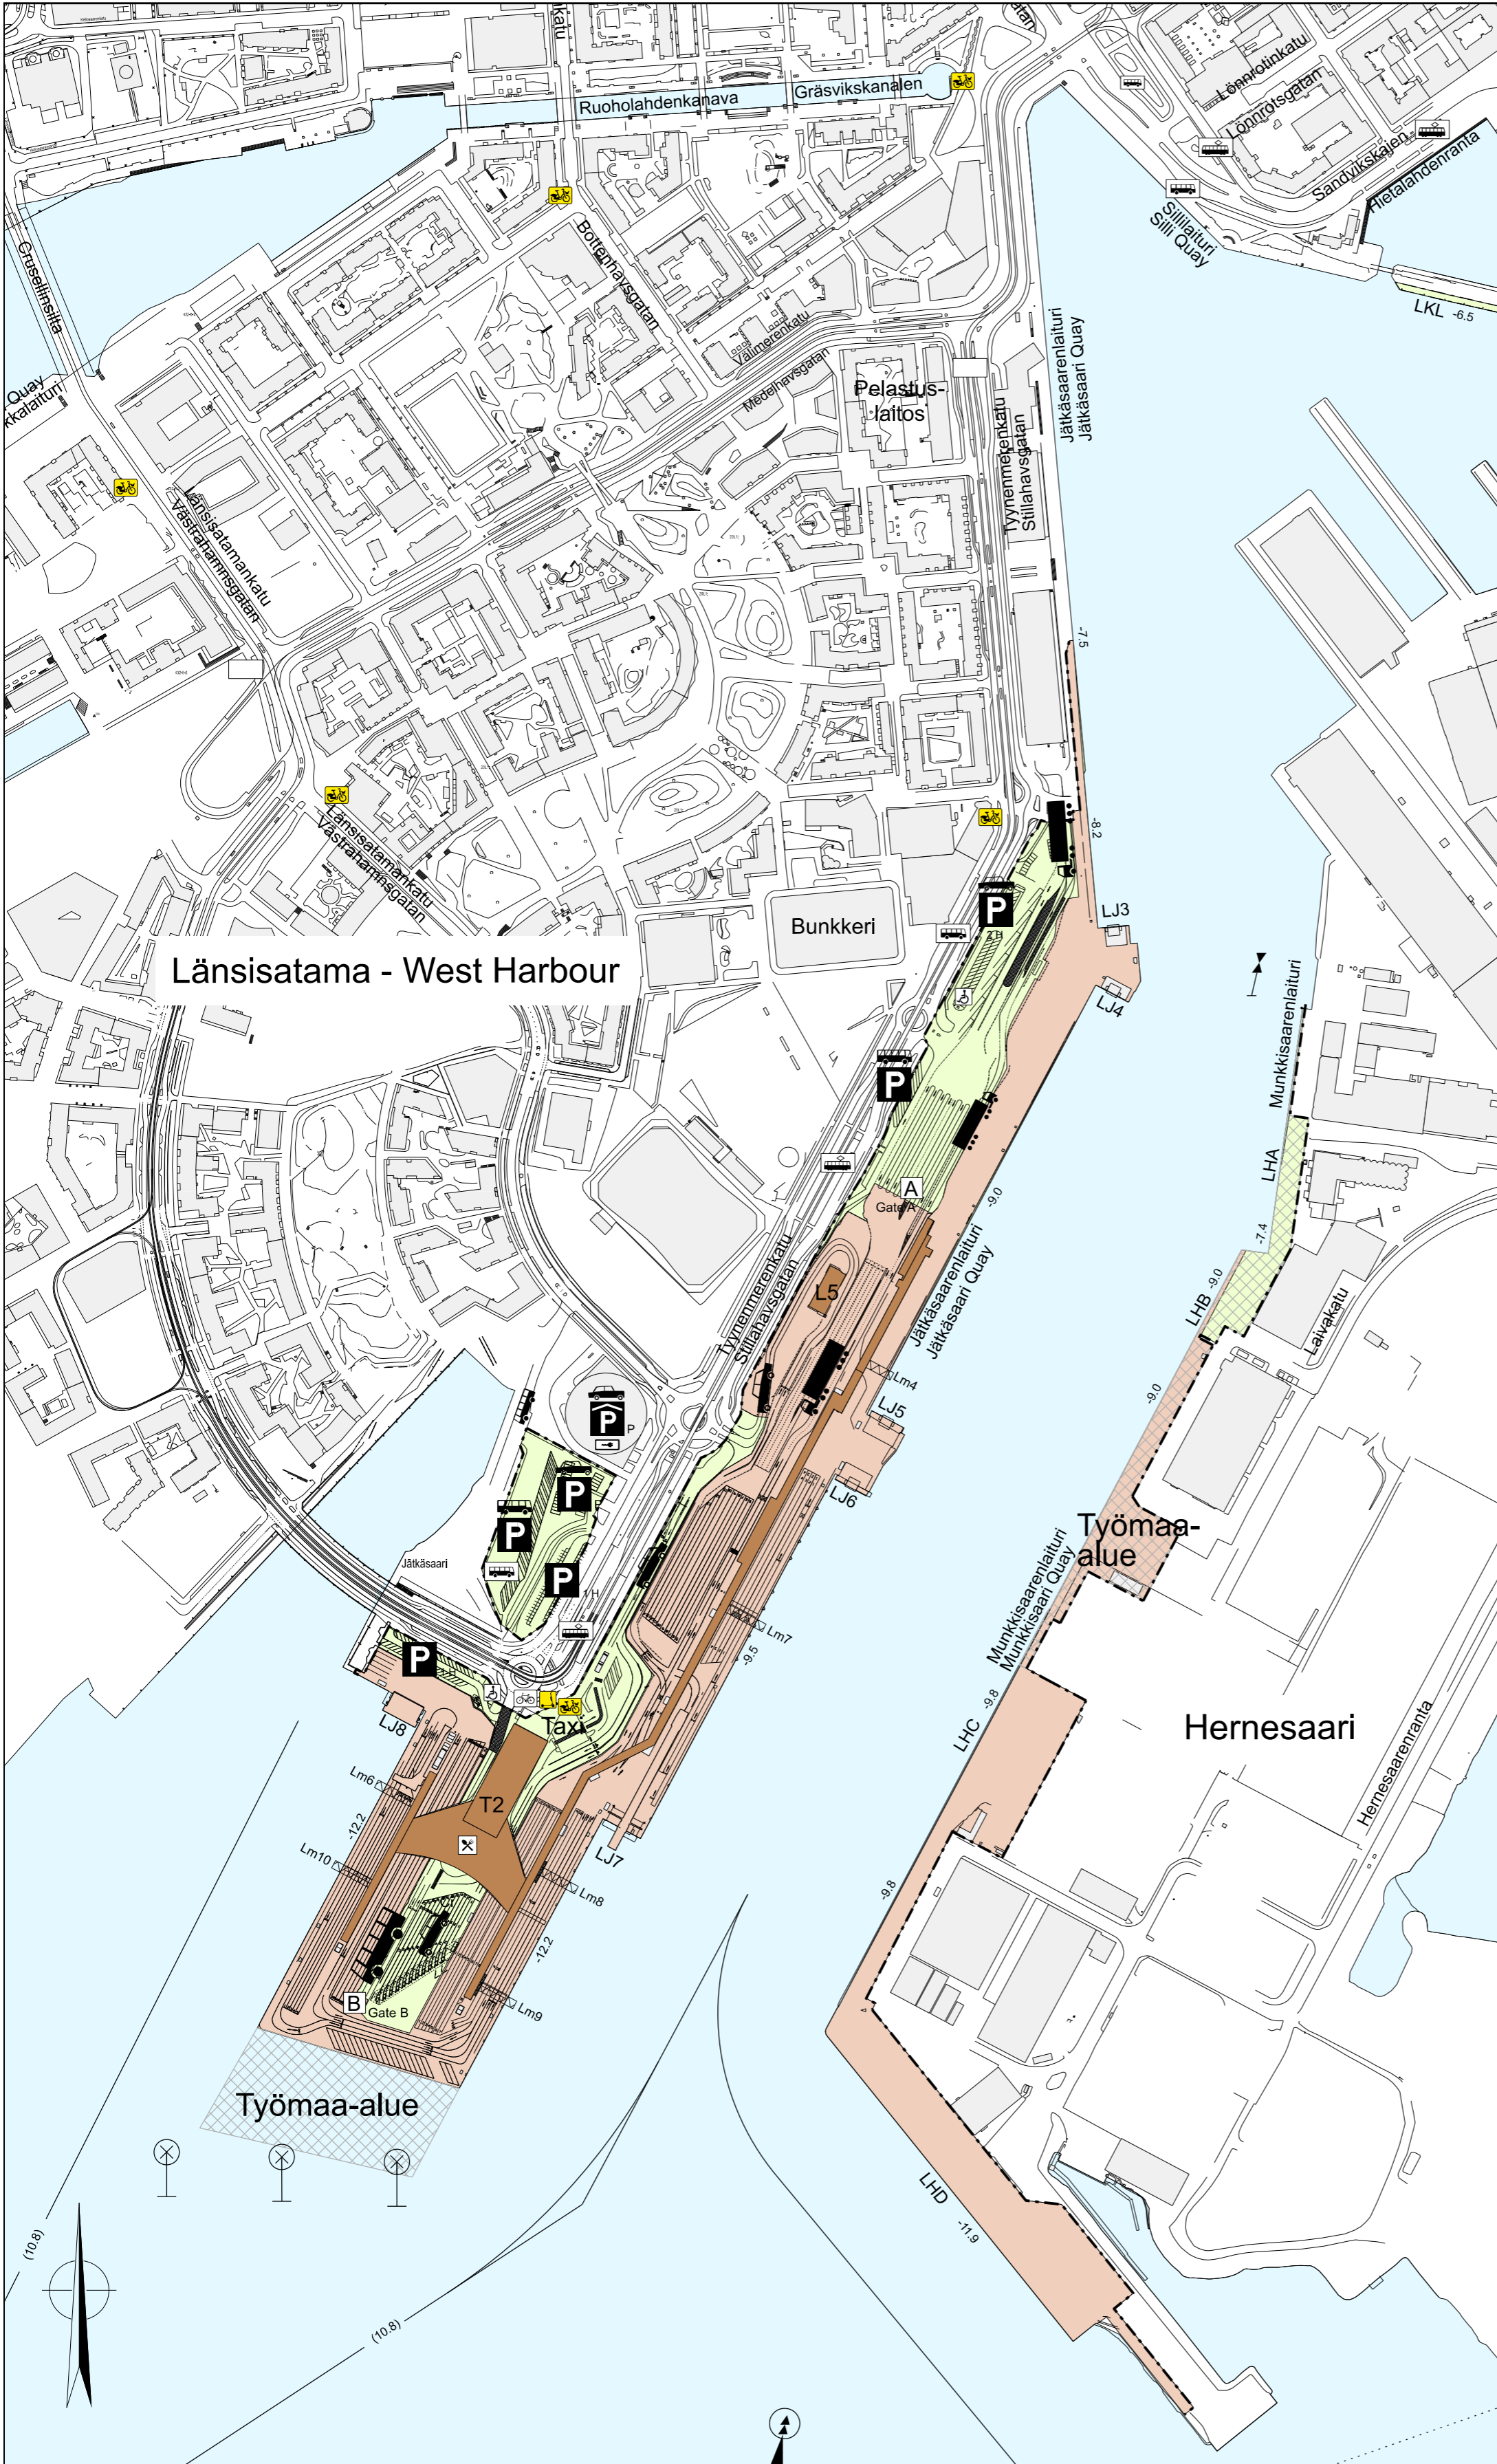 Ruoholahdenkanava
Gräsvikskanalen
Lönnrotinkatu
Lönnrotsgatan
Sandvikskajen
Hietalahdenranta
Sillilaituri
Silli Quay
LKL -6.5
Crusellinsilta
Bottenhavsgatan
Välimerenkatu
Medelhavsgatan
Quay
Pelastus-
laitos
Tyynenmerenkatu
Stillahavsgatan
Jätkäsaarenlaituri
Jätkäsaari Quay
Länsisatamankatu
Västrahamnsgatan
-7.5
-8.2
Länsisatamankatu
Västrahamnsgatan
Länsisatama - West Harbour
Bunkkeri
P
2 H
LJ3
LJ4
P
A
Gate A
-9.0
Jätkäsaarenlaituri
Jätkäsaari Quay
L5
Tyynenmerenkatu
Stillahavsgatan
Lm4
LJ5
LJ6
Munkkisaarenlaituri
LHA
-7.4
LHB -9.0
Laivakatu
-9.0
Työmaa-
alue
Munkkisaarenlaituri
Munkkisaari Quay
P
P
P
P
P
1 H
Jätkäsaari
P
Lm7
-9.5
Taxi
LJ8
Lm6
-12.2
T2
Lm10
LJ7
Lm8
-12.2
Lm9
B
Gate B
Työmaa-alue
LHC -9.8
Hernesaari
Hernesaarenranta
-9.8
LHD
-11.9
(10.8)
(10.8)